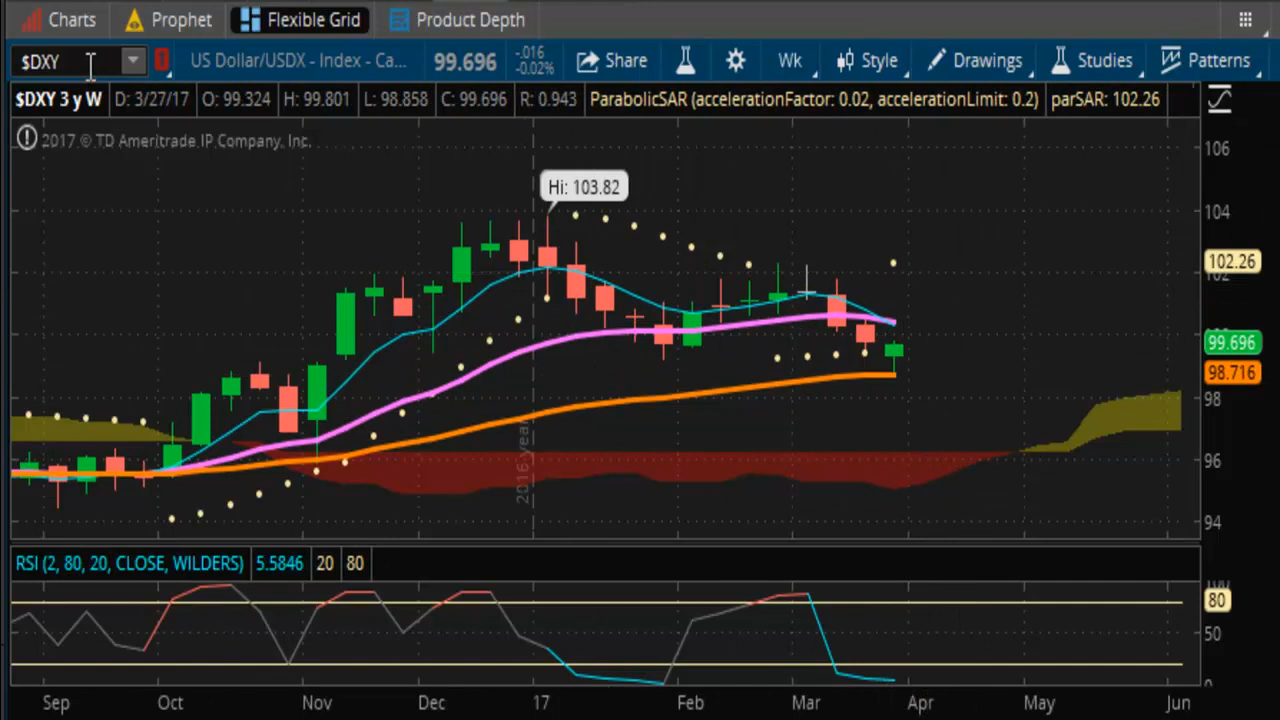 Charts Prophet Flexible Grid Product Depth
$DXY US Dollar/USDX - Index - Ca... 99.696 -.016 -0.02% Share Wk Style Drawings Studies Patterns
$DXY 3 y W D: 3/27/17 O: 99.324 H: 99.801 L: 98.858 C: 99.696 R: 0.943 ParabolicSAR (accelerationFactor: 0.02, accelerationLimit: 0.2) parSAR: 102.26
2017 © TD Ameritrade IP Company, Inc.
106
Hi: 103.82
104
102.26
99.696
98.716
98
96
2016 year
94
RSI (2, 80, 20, CLOSE, WILDERS) 5.5846 20 80
80
50
0
Sep Oct Nov Dec 17 Feb Mar Apr May Jun